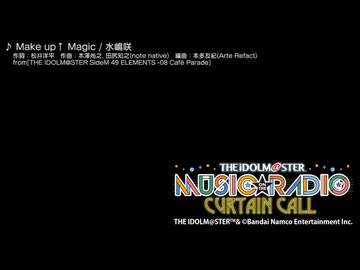 ♪ Make up↑ Magic / 水嶋咲
作詞：松井洋平　作曲：本澤尚之, 田尻知之(note native)　編曲：本多友紀(Arte Refact)
from[THE IDOLM@STER SideM 49 ELEMENTS -08 Café Parade]
THE IDOLM@STER
MUSIC ON THE RADIO
CURTAIN CALL
THE IDOLM@STER™& ©Bandai Namco Entertainment Inc.